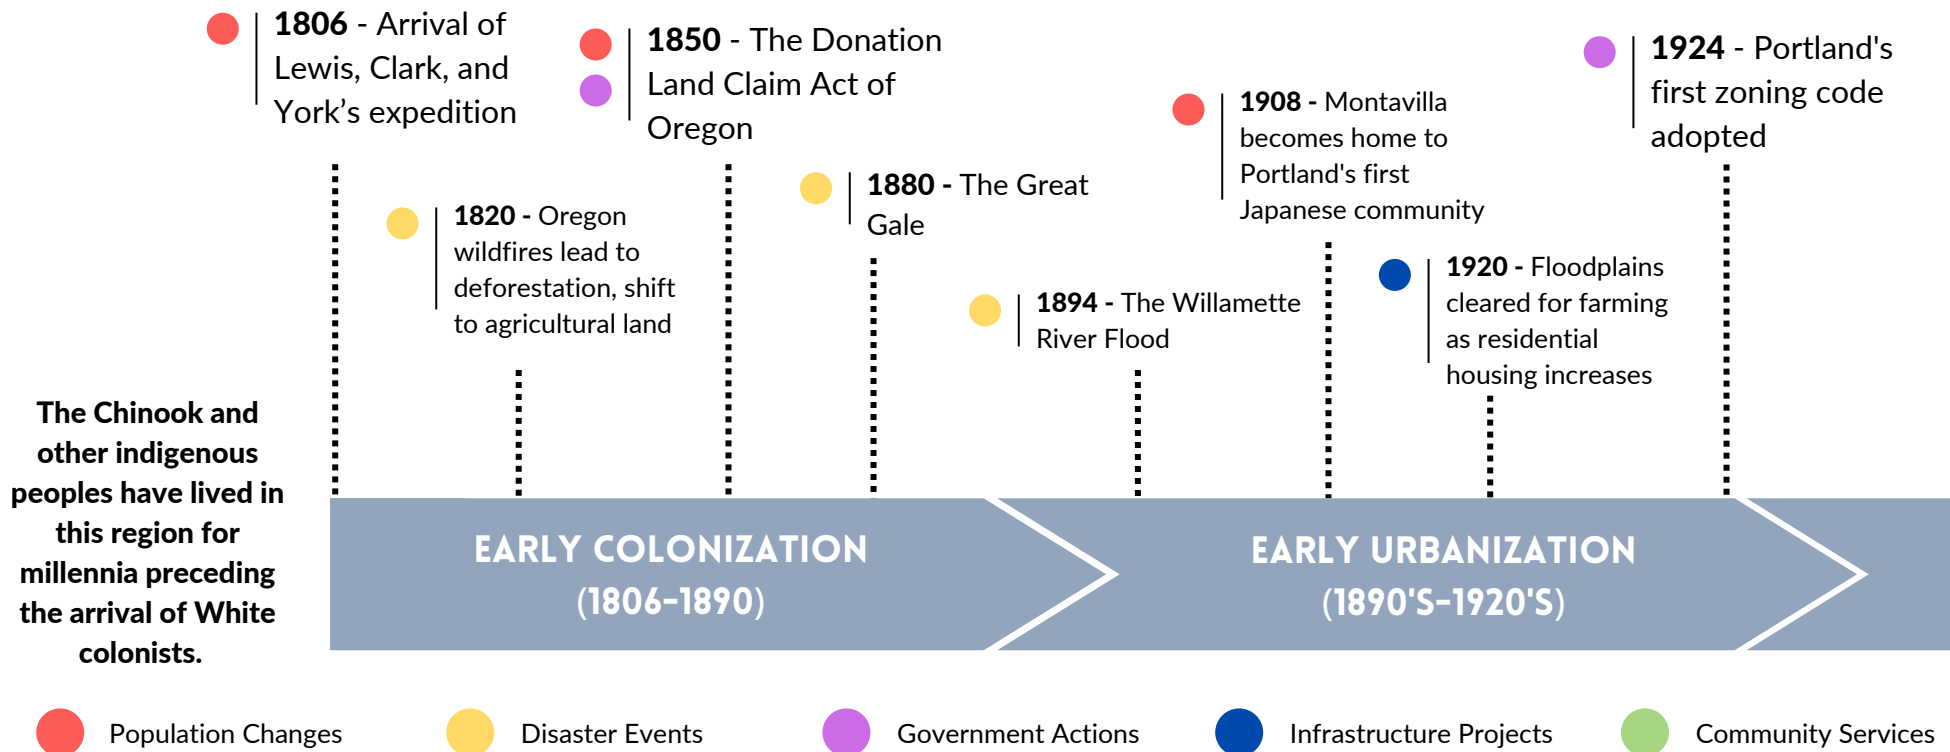 1806 - Arrival of
Lewis, Clark, and
York’s expedition
1850 - The Donation
Land Claim Act of
Oregon
1924 - Portland's
first zoning code
adopted
1908 - Montavilla
becomes home to
Portland's first
Japanese community
1880 - The Great
Gale
1820 - Oregon
wildfires lead to
deforestation, shift
to agricultural land
1894 - The Willamette
River Flood
1920 - Floodplains
cleared for farming
as residential
housing increases
The Chinook and
other indigenous
peoples have lived in
this region for
millennia preceding
the arrival of White
colonists.
EARLY COLONIZATION
(1806-1890)
EARLY URBANIZATION
(1890'S-1920'S)
Population Changes
Disaster Events
Government Actions
Infrastructure Projects
Community Services